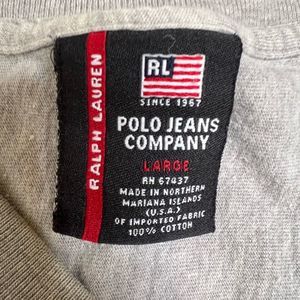 RALPH LAUREN
RL
SINCE 1967
POLO JEANS
COMPANY
LARGE
RN 67437
MADE IN NORTHERN
MARIANA ISLANDS
(U.S.A.)
OF IMPORTED FABRIC
100% COTTON